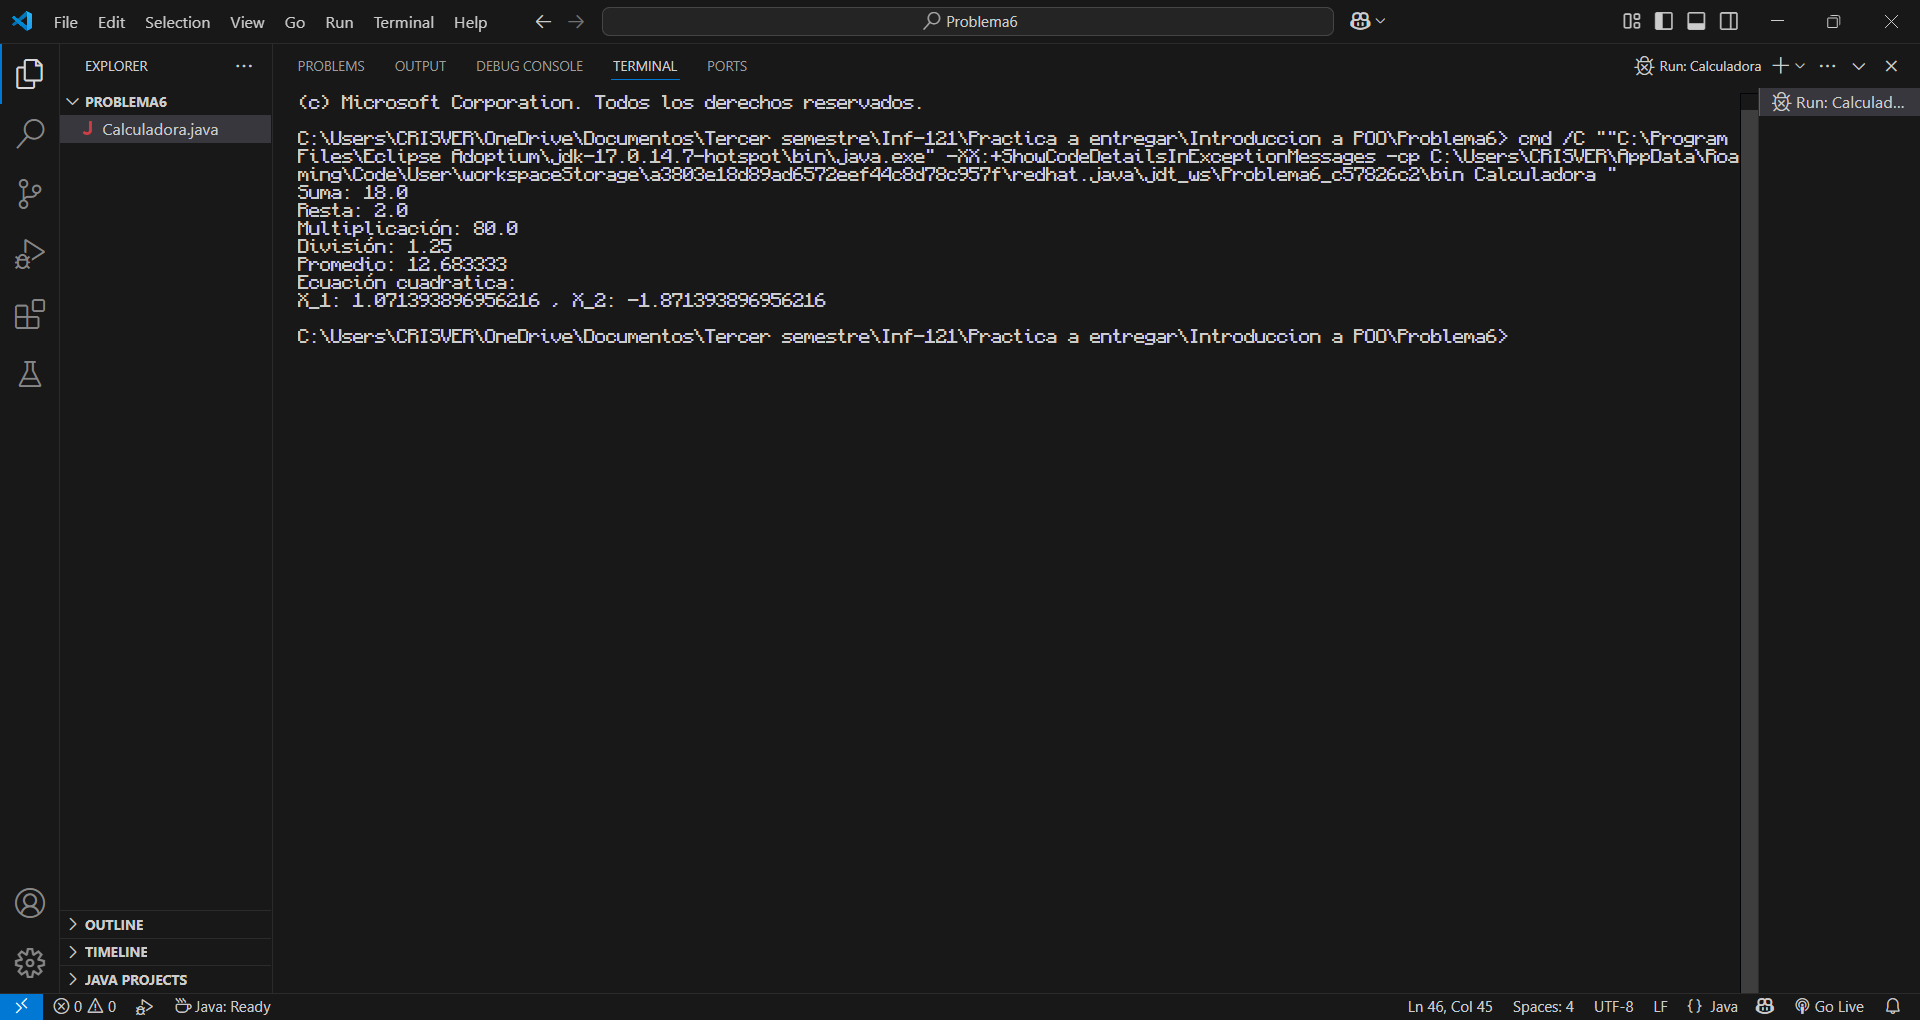 File Edit Selection View Go Run Terminal Help
Problema6
EXPLORER
PROBLEMA6
J Calculadora.java
PROBLEMS OUTPUT DEBUG CONSOLE TERMINAL PORTS
Run: Calculadora
Run: Calculad...
(c) Microsoft Corporation. Todos los derechos reservados.
C:\Users\CRISVER\OneDrive\Documentos\Tercer semestre\Inf-121\Practica a entregar\Introduccion a POO\Problema6> cmd /C ""C:\Program
Files\Eclipse Adoptium\jdk-17.0.14.7-hotspot\bin\java.exe" -XX:+ShowCodeDetailsInExceptionMessages -cp C:\Users\CRISVER\AppData\Roa
ming\Code\User\workspaceStorage\a3803e18d89ad6572eef44c8d78c957f\redhat.java\jdt_ws\Problema6_c57826c2\bin Calculadora "
Suma: 18.0
Resta: 2.0
Multiplicación: 80.0
División: 1.25
Promedio: 12.683333
Ecuación cuadratica:
X_1: 1.071393896956216 , X_2: -1.871393896956216
C:\Users\CRISVER\OneDrive\Documentos\Tercer semestre\Inf-121\Practica a entregar\Introduccion a POO\Problema6>
OUTLINE
TIMELINE
JAVA PROJECTS
0 0 Java: Ready
Ln 46, Col 45 Spaces: 4 UTF-8 LF {} Java Go Live